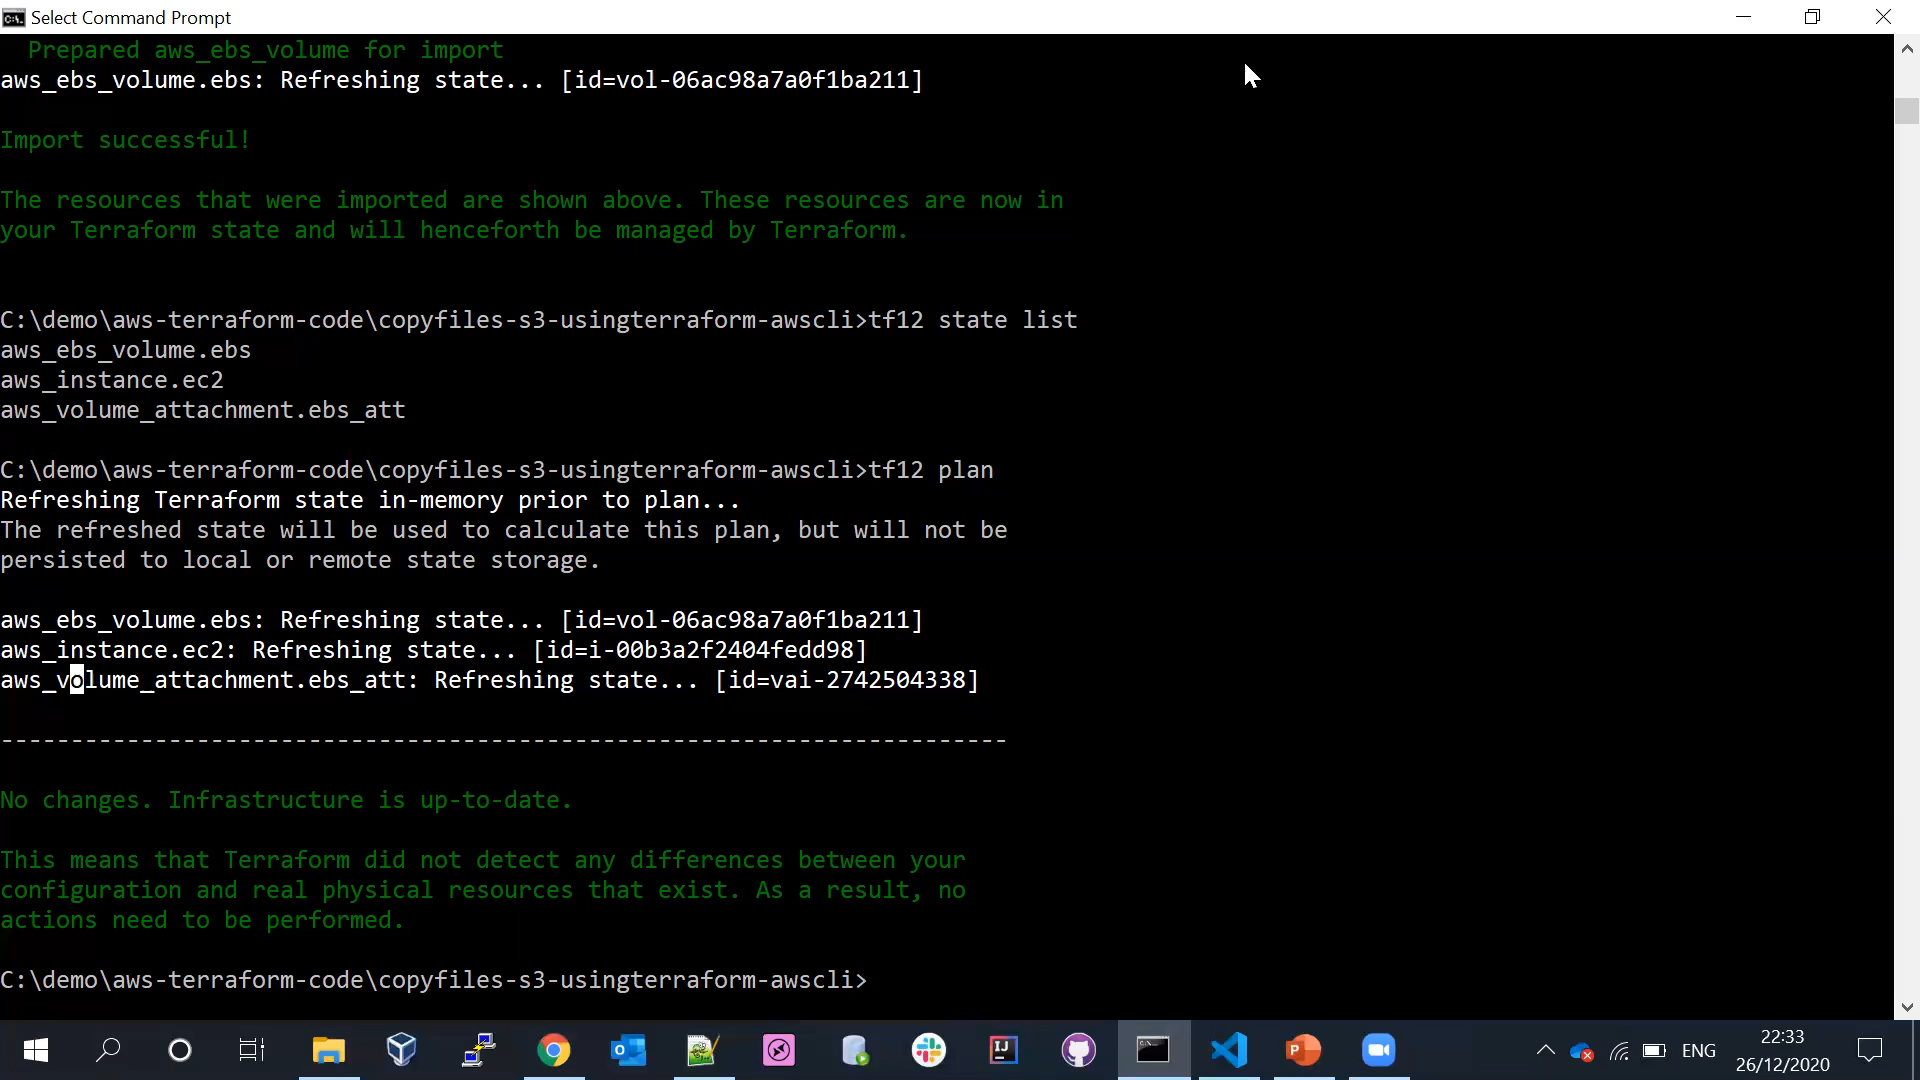 Select Command Prompt
Prepared aws_ebs_volume for import
aws_ebs_volume.ebs: Refreshing state... [id=vol-06ac98a7a0f1ba211]
Import successful!
The resources that were imported are shown above. These resources are now in
your Terraform state and will henceforth be managed by Terraform.
C:\demo\aws-terraform-code\copyfiles-s3-usingterraform-awscli>tf12 state list
aws_ebs_volume.ebs
aws_instance.ec2
aws_volume_attachment.ebs_att
C:\demo\aws-terraform-code\copyfiles-s3-usingterraform-awscli>tf12 plan
Refreshing Terraform state in-memory prior to plan...
The refreshed state will be used to calculate this plan, but will not be
persisted to local or remote state storage.
aws_ebs_volume.ebs: Refreshing state... [id=vol-06ac98a7a0f1ba211]
aws_instance.ec2: Refreshing state... [id=i-00b3a2f2404fedd98]
aws_volume_attachment.ebs_att: Refreshing state... [id=vai-2742504338]
------------------------------------------------------------------------
No changes. Infrastructure is up-to-date.
This means that Terraform did not detect any differences between your
configuration and real physical resources that exist. As a result, no
actions need to be performed.
C:\demo\aws-terraform-code\copyfiles-s3-usingterraform-awscli>
ENG
22:33
26/12/2020